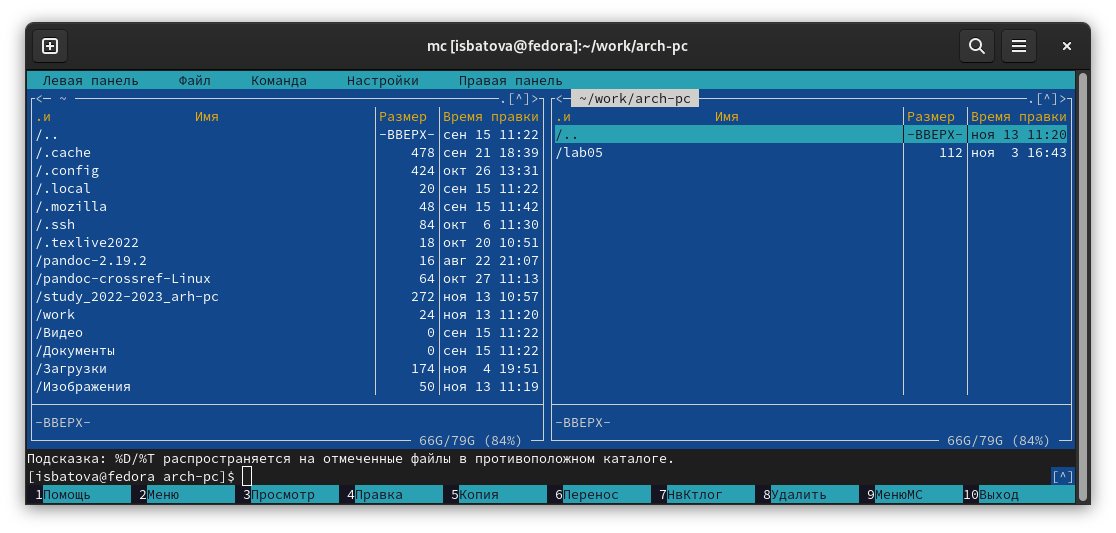 mc [isbatova@fedora]:~/work/arch-pc
Левая панель Файл Команда Настройки Правая панель
<─ ~ ─ .[^]> <─ ~/work/arch-pc ─ .[^]>
.и Имя Размер Время правки .и Имя Размер Время правки
/.. -ВВЕРХ- сен 15 11:22 /.. -ВВЕРХ- ноя 13 11:20
/.cache 478 сен 21 18:39 /lab05 112 ноя 3 16:43
/.config 424 окт 26 13:31
/.local 20 сен 15 11:22
/.mozilla 48 сен 15 11:42
/.ssh 84 окт 6 11:30
/.texlive2022 18 окт 20 10:51
/pandoc-2.19.2 16 авг 22 21:07
/pandoc-crossref-Linux 64 окт 27 11:13
/study_2022-2023_arh-pc 272 ноя 13 10:57
/work 24 ноя 13 11:20
/Видео 0 сен 15 11:22
/Документы 0 сен 15 11:22
/Загрузки 174 ноя 4 19:51
/Изображения 50 ноя 13 11:19
-ВВЕРХ- -ВВЕРХ-
66G/79G (84%) 66G/79G (84%)
Подсказка: %D/%T распространяется на отмеченные файлы в противоположном каталоге.
[isbatova@fedora arch-pc]$ [^]
1Помощь 2Меню 3Просмотр 4Правка 5Копия 6Перенос 7НвКтлог 8Удалить 9МенюMC 10Выход